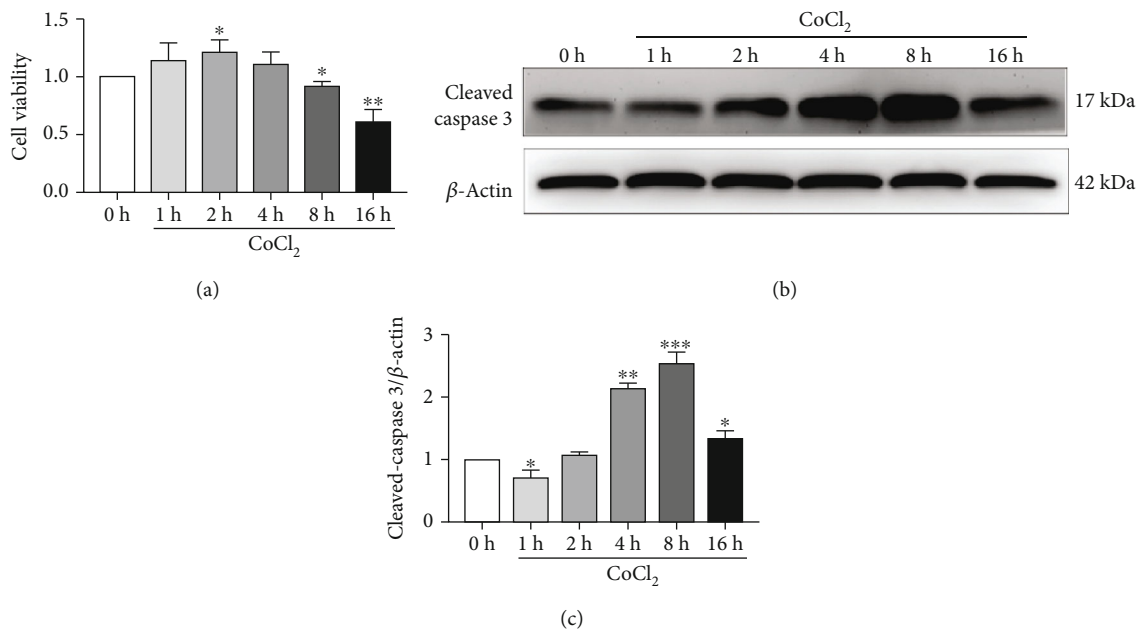 1.5
1.0
0.5
0.0
Cell viability
*
*
**
0 h 1 h 2 h 4 h 8 h 16 h
CoCl2
(a)
CoCl2
0 h 1 h 2 h 4 h 8 h 16 h
Cleaved
caspase 3
17 kDa
β-Actin
42 kDa
(b)
3
2
1
0
Cleaved-caspase 3/β-actin
*
**
***
*
0 h 1 h 2 h 4 h 8 h 16 h
CoCl2
(c)